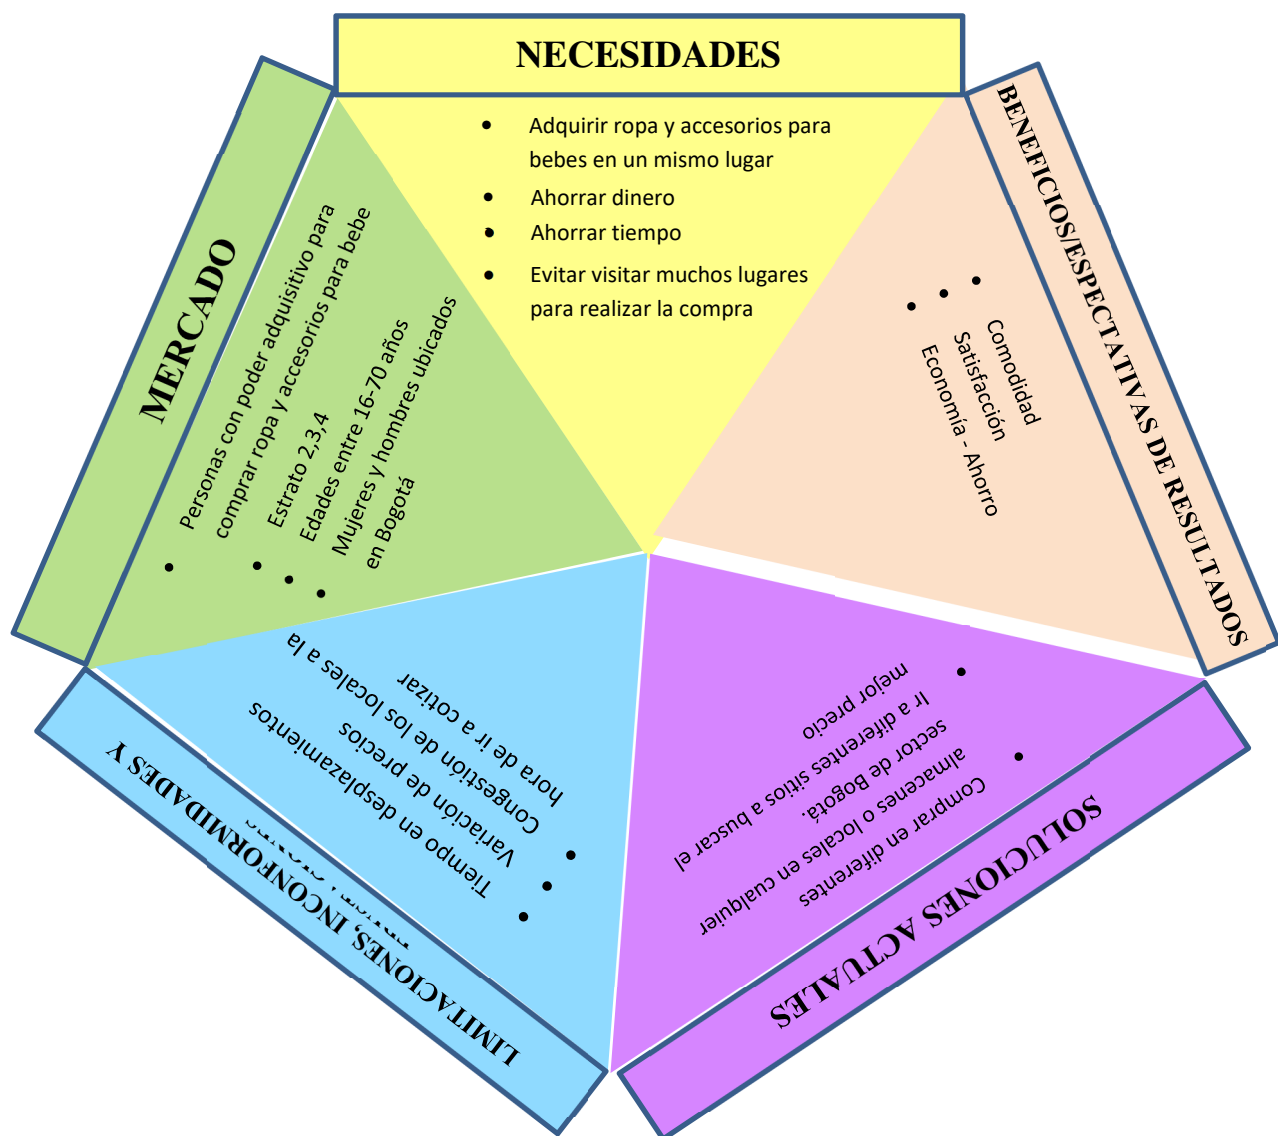 NECESIDADES
• Adquirir ropa y accesorios para
bebes en un mismo lugar
• Ahorrar dinero
• Ahorrar tiempo
• Evitar visitar muchos lugares
para realizar la compra
BENEFICIOS/ESPECTATIVAS DE RESULTADOS
• Comodidad
• Satisfacción
• Economía - Ahorro
SOLUCIONES ACTUALES
• Comprar en diferentes
almacenes o locales en cualquier
sector de Bogotá.
• Ir a diferentes sitios a buscar el
mejor precio
LIMITACIONES, INCONFORMIDADES Y
• Tiempo en desplazamientos
• Variación de precios
• Congestión de los locales a la
hora de ir a cotizar
MERCADO
• Personas con poder adquisitivo para
comprar ropa y accesorios para bebe
• Estrato 2,3,4
• Edades entre 16-70 años
• Mujeres y hombres ubicados
en Bogotá